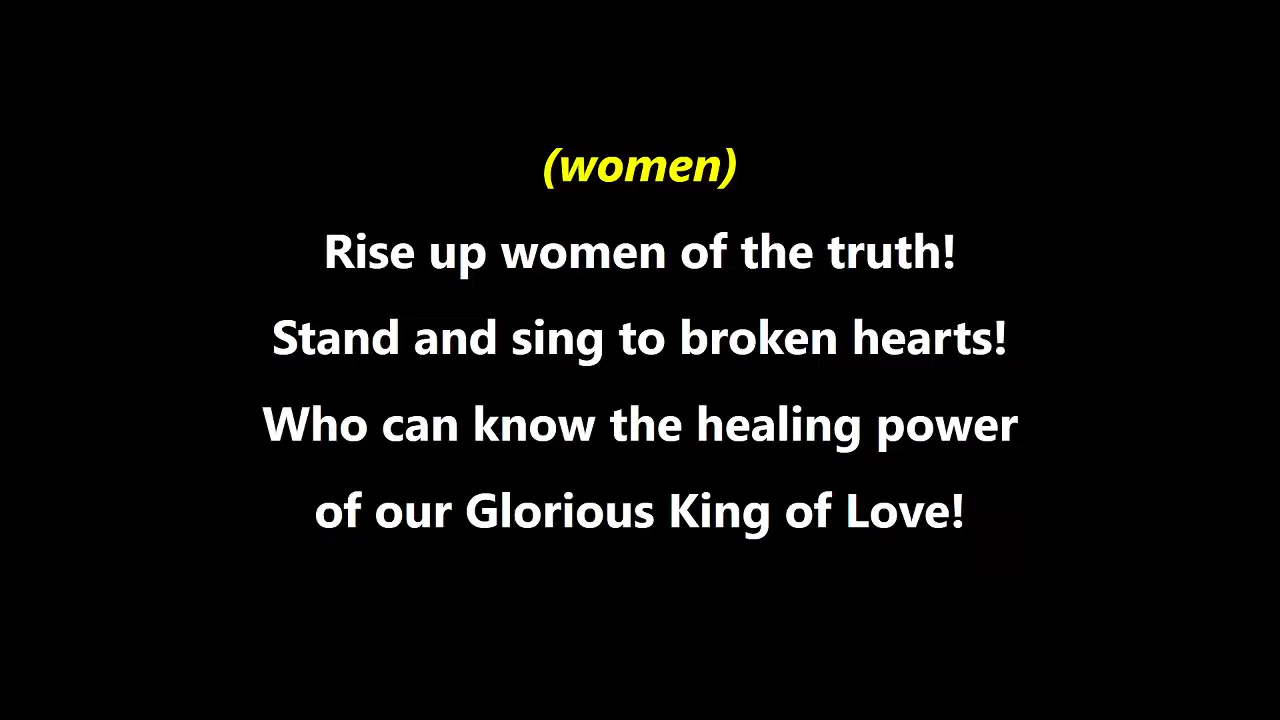 (women)
Rise up women of the truth!
Stand and sing to broken hearts!
Who can know the healing power
of our Glorious King of Love!